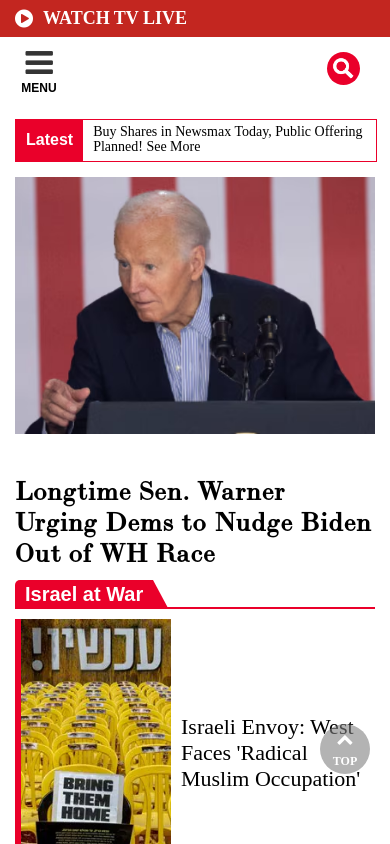 WATCH TV LIVE
MENU
Latest
Buy Shares in Newsmax Today, Public Offering
Planned! See More
Longtime Sen. Warner
Urging Dems to Nudge Biden
Out of WH Race
Israel at War
עכשיו!
BRING
THEM
HOME
Israeli Envoy: West
Faces 'Radical
Muslim Occupation'
TOP